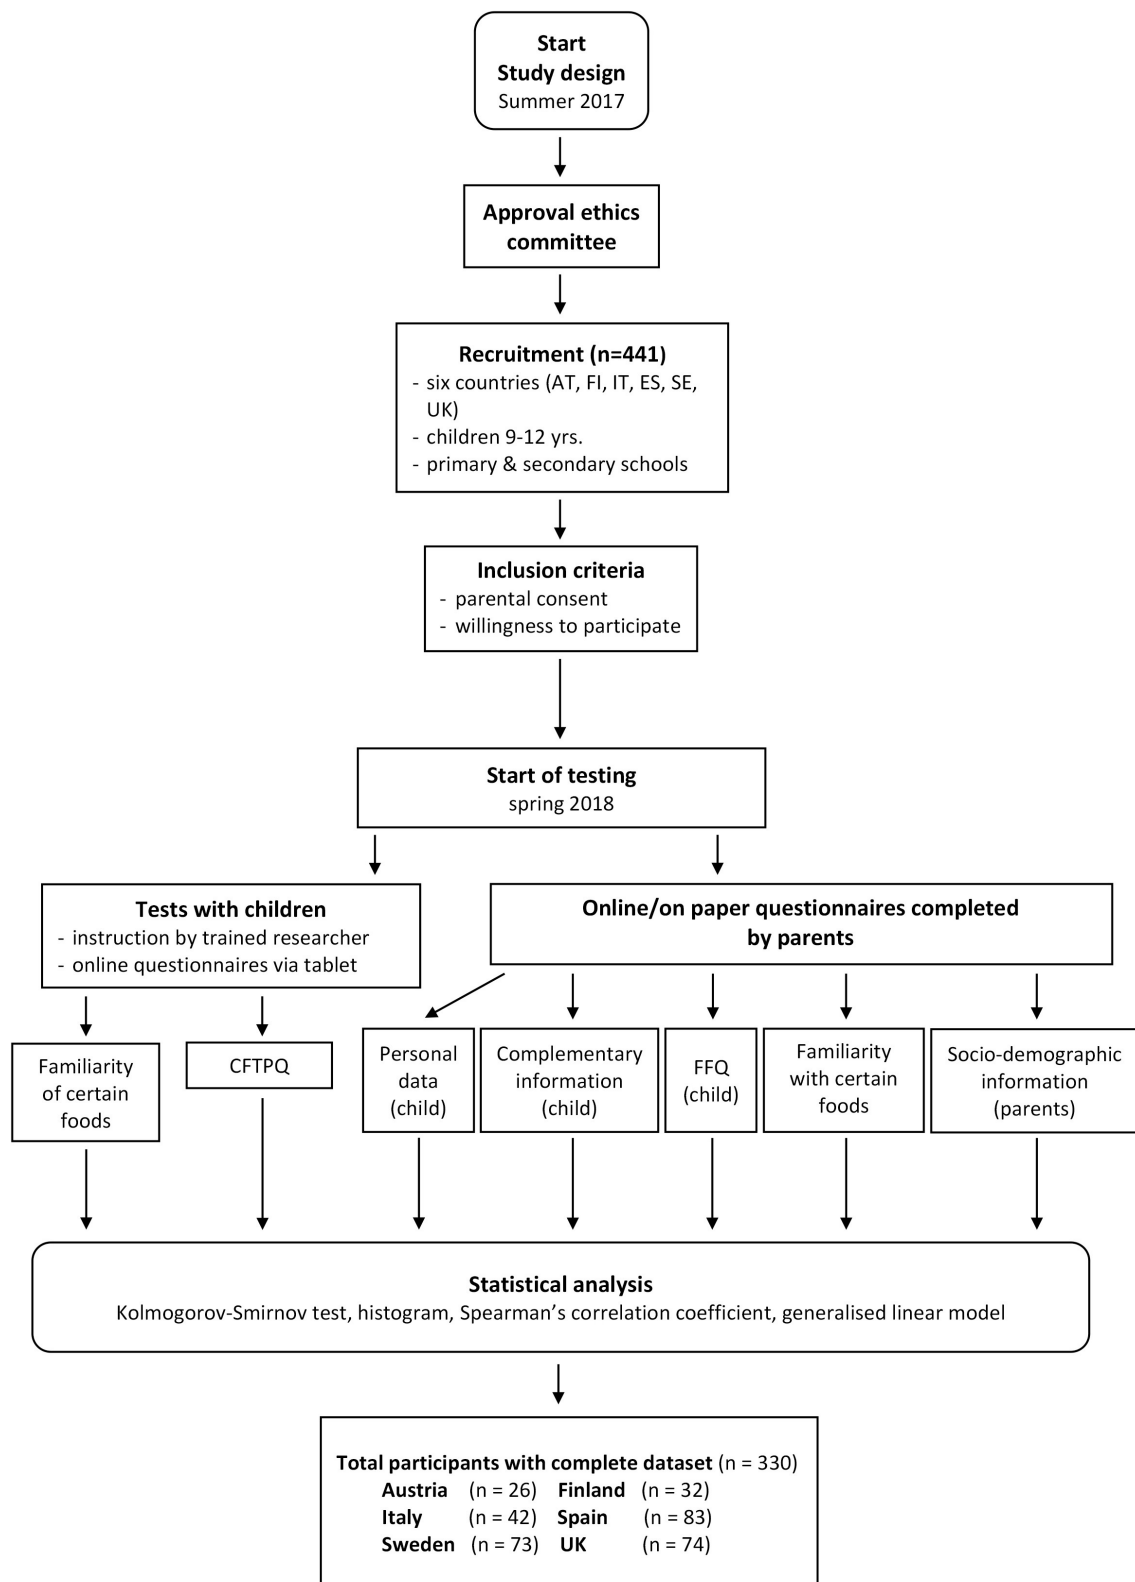 Start
Study design
Summer 2017
Approval ethics
committee
Recruitment (n=441)
- six countries (AT, FI, IT, ES, SE,
UK)
- children 9-12 yrs.
- primary & secondary schools
Inclusion criteria
- parental consent
- willingness to participate
Start of testing
spring 2018
Tests with children
- instruction by trained researcher
- online questionnaires via tablet
Online/on paper questionnaires completed
by parents
Familiarity
of certain
foods
CFTPQ
Personal
data
(child)
Complementary
information
(child)
FFQ
(child)
Familiarity
with certain
foods
Socio-demographic
information
(parents)
Statistical analysis
Kolmogorov-Smirnov test, histogram, Spearman’s correlation coefficient, generalised linear model
Total participants with complete dataset (n = 330)
Austria (n = 26) Finland (n = 32)
Italy (n = 42) Spain (n = 83)
Sweden (n = 73) UK (n = 74)